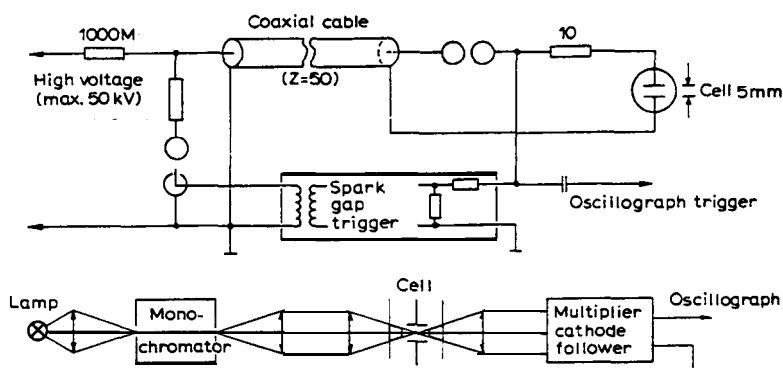 Coaxial cable
1000M
10
High voltage
(max. 50 kV)
(Z=50)
Cell 5mm
Spark
gap
trigger
Oscillograph trigger
Lamp
Mono-
chromator
Cell
Multiplier
cathode
follower
Oscillograph